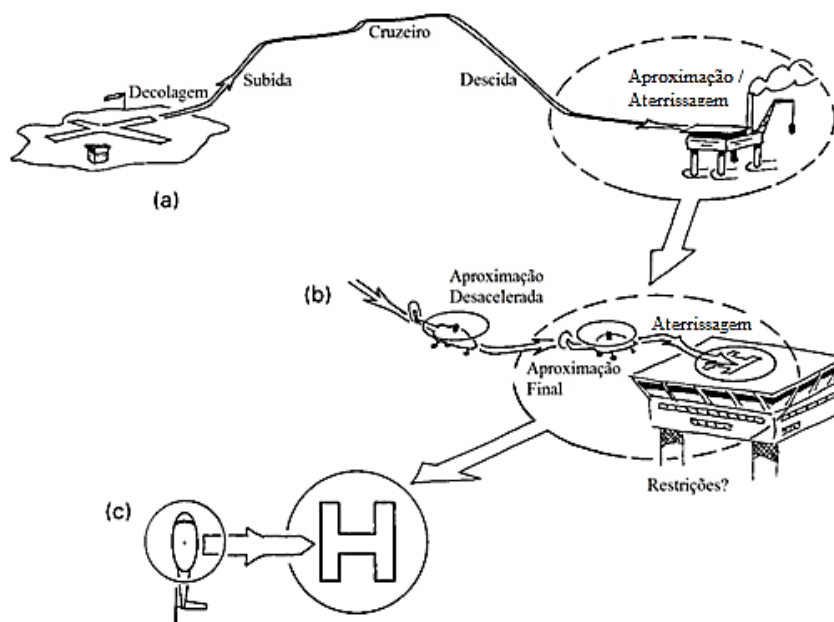 Cruzeiro
Decolagem
Subida
Descida
Aproximação /
Aterrissagem
(a)
(b)
Aproximação
Desacelerada
Aterrissagem
Aproximação
Final
H
Restrições?
(c)
H